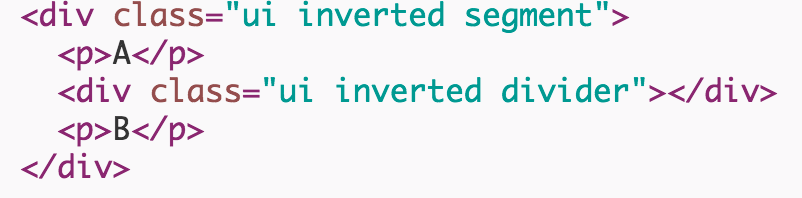 <div class="ui inverted segment">
  <p>A</p>
  <div class="ui inverted divider"></div>
  <p>B</p>
</div>